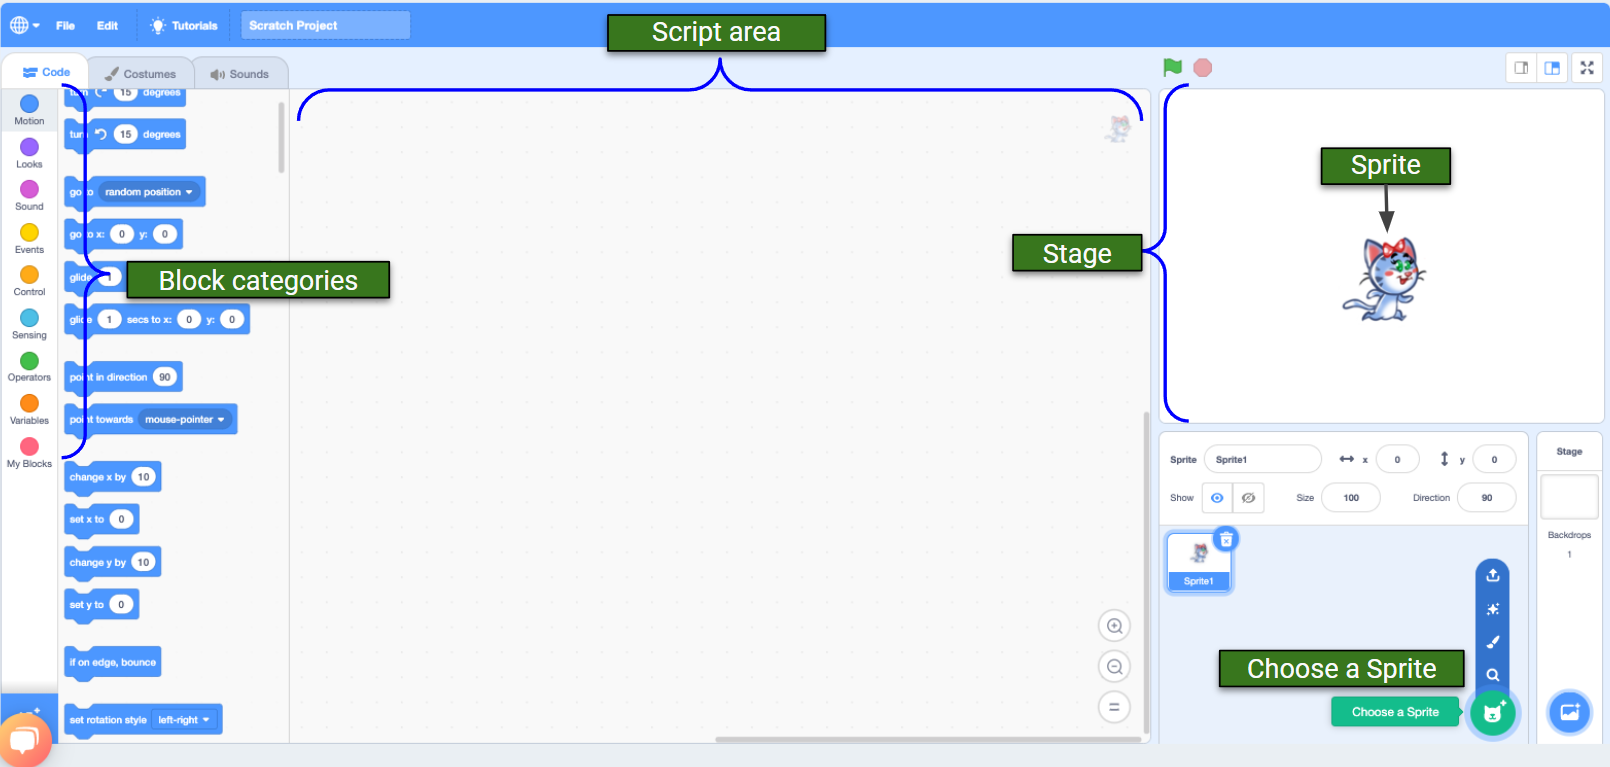 File Edit Tutorials Scratch Project
Script area
Code Costumes Sounds
Motion
Looks
Sound
Events
Control
Sensing
Operators
Variables
My Blocks
turn 15 degrees
turn 15 degrees
go to random position
go to x: 0 y: 0
glide 1
Block categories
glide 1 secs to x: 0 y: 0
point in direction 90
point towards mouse-pointer
change x by 10
set x to 0
change y by 10
set y to 0
if on edge, bounce
set rotation style left-right
Sprite
Stage
Sprite Sprite1 x 0 y 0
Show Size 100 Direction 90
Sprite1
Choose a Sprite
Choose a Sprite
Stage
Backdrops
1